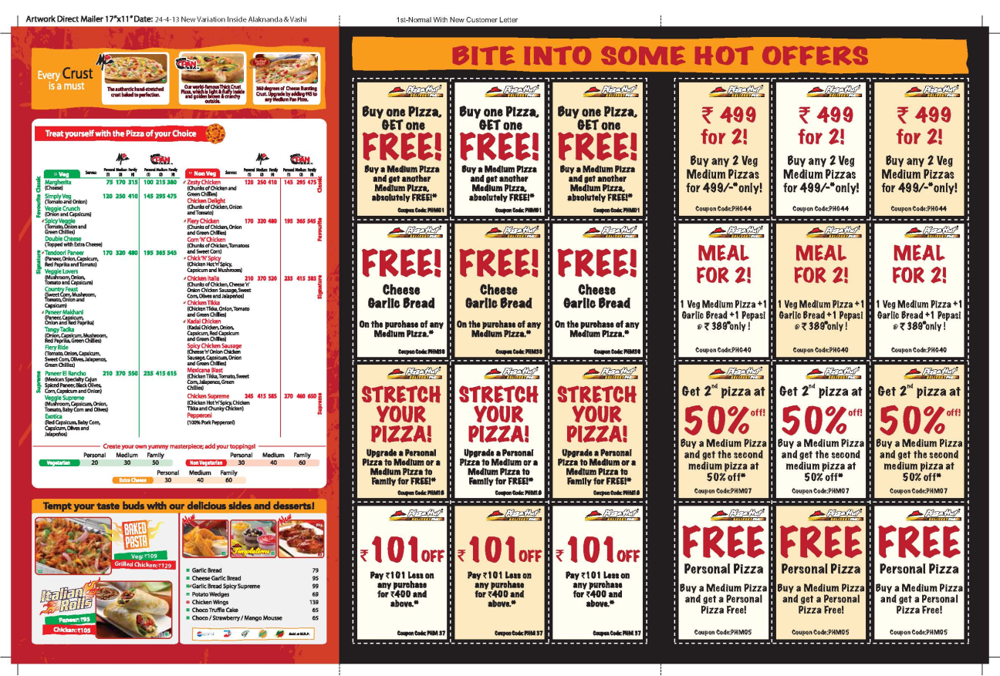 Artwork Direct Mailer 17”x11” Date: 24-4-13 New Variation Inside Alaknanda & Vashi
1st-Normal With New Customer Letter
Every Crust
is a must
The authentic hand-stretched
crust baked to perfection.
PAN
Our world-famous Thick Crust
Pizza, which is light & fluffy inside
and golden brown & crunchy
outside.
360 degrees of Cheese Bursting
Crust. Upgrade by adding ₹45 to
any Medium Pan Pizza.
Treat yourself with the Pizza of your Choice
PAN PAN
Veg Serves: Personal Medium Family Personal Medium Family
Favourite Classic
Margherita 75 170 315 100 215 380
(Cheese)
Simply Veg 120 250 410 145 295 475
(Tomato and Onion)
Veggie Crunch
(Onion and Capsicums)
Spicy Veggie
(Tomato, Onion and
Green Chillies)
Double Cheese
(Topped with Extra Cheese)
Signature
Tandoori Paneer 170 320 480 195 365 545
(Paneer, Onion, Capsicum,
Red Paprika and Tomato)
Veggie Lovers
(Mushroom, Onion,
Tomato and Capsicum)
Country Feast
(Sweet Corn, Mushroom,
Tomato, Onion and
Capsicum)
Paneer Makhani
(Paneer, Capsicum,
Onion and Red Paprika)
Tangy Tadka
(Onion, Capsicum, Mushroom,
Red Paprika, Green Chillies)
Fiery Ride
(Tomato, Onion, Capsicum,
Sweet Corn, Olives, Jalapenos,
Green Chillies)
Supreme
Paneer El Rancho 210 370 550 235 415 615
(Mexican Specialty Cajun
Spiced Paneer, Black Olives,
Corn, Capsicum and Onion)
Veggie Supreme
(Mushroom, Capsicum, Onion,
Tomato, Baby Corn and Olives)
Exotica
(Red Capsicum, Baby Corn,
Capsicum, Olives and
Jalapeños)
Non Veg Serves: Personal Medium Family Personal Medium Family
Classic
Zesty Chicken 120 250 410 145 295 475
(Chunks of Chicken and
Green Chillies)
Chicken Delight
(Chunks of Chicken, Onion
and Tomato)
Favourite
Fiery Chicken 170 320 480 195 365 545
(Chunks of Chicken, Onion
and Green Chillies)
Corn 'N' Chicken
(Chunks of Chicken, Tomatoes
and Sweet Corn)
Chick 'N' Spicy
(Chicken Hot 'n' Spicy,
Capsicum and Mushrooms)
Signature
Chicken Italia 210 370 520 235 415 585
(Chunks of Chicken, Cheese 'n'
Onion Chicken Sausage, Sweet
Corn, Olives and Jalapeños)
Chicken Tikka
(Chicken Tikka, Onion, Tomato
and Green Chillies)
Kadai Chicken
(Kadai Chicken, Onion,
Capsicum, Red Capsicum
and Green Chillies)
Spicy Chicken Sausage
(Cheese 'n' Onion Chicken
Sausage, Capsicum, Onion
and Green Chillies)
Mexicana Blast
(Chicken Tikka, Tomato, Sweet
Corn, Jalapenos, Green
Chillies)
Supreme
Chicken Supreme 245 415 585 270 460 650
(Chicken Hot 'n' Spicy, Chicken
Tikka and Chunky Chicken)
Pepperoni
(100% Pork Pepperoni)
Create your own yummy masterpiece; add your toppings!
Personal Medium Family Personal Medium Family
Vegetarian 20 30 50 Non Vegetarian 30 40 60
Personal Medium Family
Extra Cheese 30 40 60
Tempt your taste buds with our delicious sides and desserts!
BAKED
PASTA
Veg: ₹109
Grilled Chicken: ₹129
Italian
Rolls
Paneer: ₹95
Chicken: ₹105
New New
Temptations
Garlic Bread 79
Cheese Garlic Bread 95
Garlic Bread Spicy Supreme 99
Potato Wedges 69
Chicken Wings 139
Choco Truffle Cake 65
Choco / Strawberry / Mango Mousse 65
Sold at M.R.P.
BITE INTO SOME HOT OFFERS
Pizza Hut DELIVERY Pizza Hut DELIVERY Pizza Hut DELIVERY
Buy one Pizza, Buy one Pizza, Buy one Pizza,
GET one GET one GET one
FREE! FREE! FREE!
Buy a Medium Pizza Buy a Medium Pizza Buy a Medium Pizza
and get another and get another and get another
Medium Pizza, Medium Pizza, Medium Pizza,
absolutely FREE!* absolutely FREE!* absolutely FREE!*
Coupon Code: PHM01 Coupon Code: PHM01 Coupon Code: PHM01
Pizza Hut DELIVERY Pizza Hut DELIVERY Pizza Hut DELIVERY
FREE! FREE! FREE!
Cheese Cheese Cheese
Garlic Bread Garlic Bread Garlic Bread
On the purchase of any On the purchase of any On the purchase of any
Medium Pizza.* Medium Pizza.* Medium Pizza.*
Pizza Hut DELIVERY Pizza Hut DELIVERY Pizza Hut DELIVERY
STRETCH STRETCH STRETCH
YOUR YOUR YOUR
PIZZA! PIZZA! PIZZA!
Upgrade a Personal Upgrade a Personal Upgrade a Personal
Pizza to Medium or a Pizza to Medium or a Pizza to Medium or a
Medium Pizza to Medium Pizza to Medium Pizza to
Family for FREE!* Family for FREE!* Family for FREE!*
Pizza Hut DELIVERY Pizza Hut DELIVERY Pizza Hut DELIVERY
₹101 OFF ₹101 OFF ₹101 OFF
Pay ₹101 Less on Pay ₹101 Less on Pay ₹101 Less on
any purchase any purchase any purchase
for ₹400 and for ₹400 and for ₹400 and
above.* above.* above.*
Coupon Code: PHM 37 Coupon Code: PHM 37 Coupon Code: PHM 37
Pizza Hut DELIVERY Pizza Hut DELIVERY Pizza Hut DELIVERY
₹ 499 ₹ 499 ₹ 499
for 2! for 2! for 2!
Buy any 2 Veg Buy any 2 Veg Buy any 2 Veg
Medium Pizzas Medium Pizzas Medium Pizzas
for 499/-*only! for 499/-*only! for 499/-*only!
Coupon Code:PHG44 Coupon Code:PHG44 Coupon Code:PHG44
Pizza Hut DELIVERY Pizza Hut DELIVERY Pizza Hut DELIVERY
MEAL MEAL MEAL
FOR 2! FOR 2! FOR 2!
1 Veg Medium Pizza +1 1 Veg Medium Pizza +1 1 Veg Medium Pizza +1
Garlic Bread +1 Pepsi Garlic Bread +1 Pepsi Garlic Bread +1 Pepsi
@ ₹ 389*only ! @ ₹ 389*only ! @ ₹ 389*only !
Coupon Code:PHG40 Coupon Code:PHG40 Coupon Code:PHG40
Pizza Hut DELIVERY Pizza Hut DELIVERY Pizza Hut DELIVERY
Get 2nd pizza at Get 2nd pizza at Get 2nd pizza at
50% off! 50% off! 50% off!
Buy a Medium Pizza Buy a Medium Pizza Buy a Medium Pizza
and get the second and get the second and get the second
medium pizza at medium pizza at medium pizza at
50% off* 50% off* 50% off*
Coupon Code:PHM07 Coupon Code:PHM07 Coupon Code:PHM07
Pizza Hut DELIVERY Pizza Hut DELIVERY Pizza Hut DELIVERY
FREE FREE FREE
Personal Pizza Personal Pizza Personal Pizza
Buy a Medium Pizza Buy a Medium Pizza Buy a Medium Pizza
and get a Personal and get a Personal and get a Personal
Pizza Free! Pizza Free! Pizza Free!
Coupon Code:PHM05 Coupon Code:PHM05 Coupon Code:PHM05